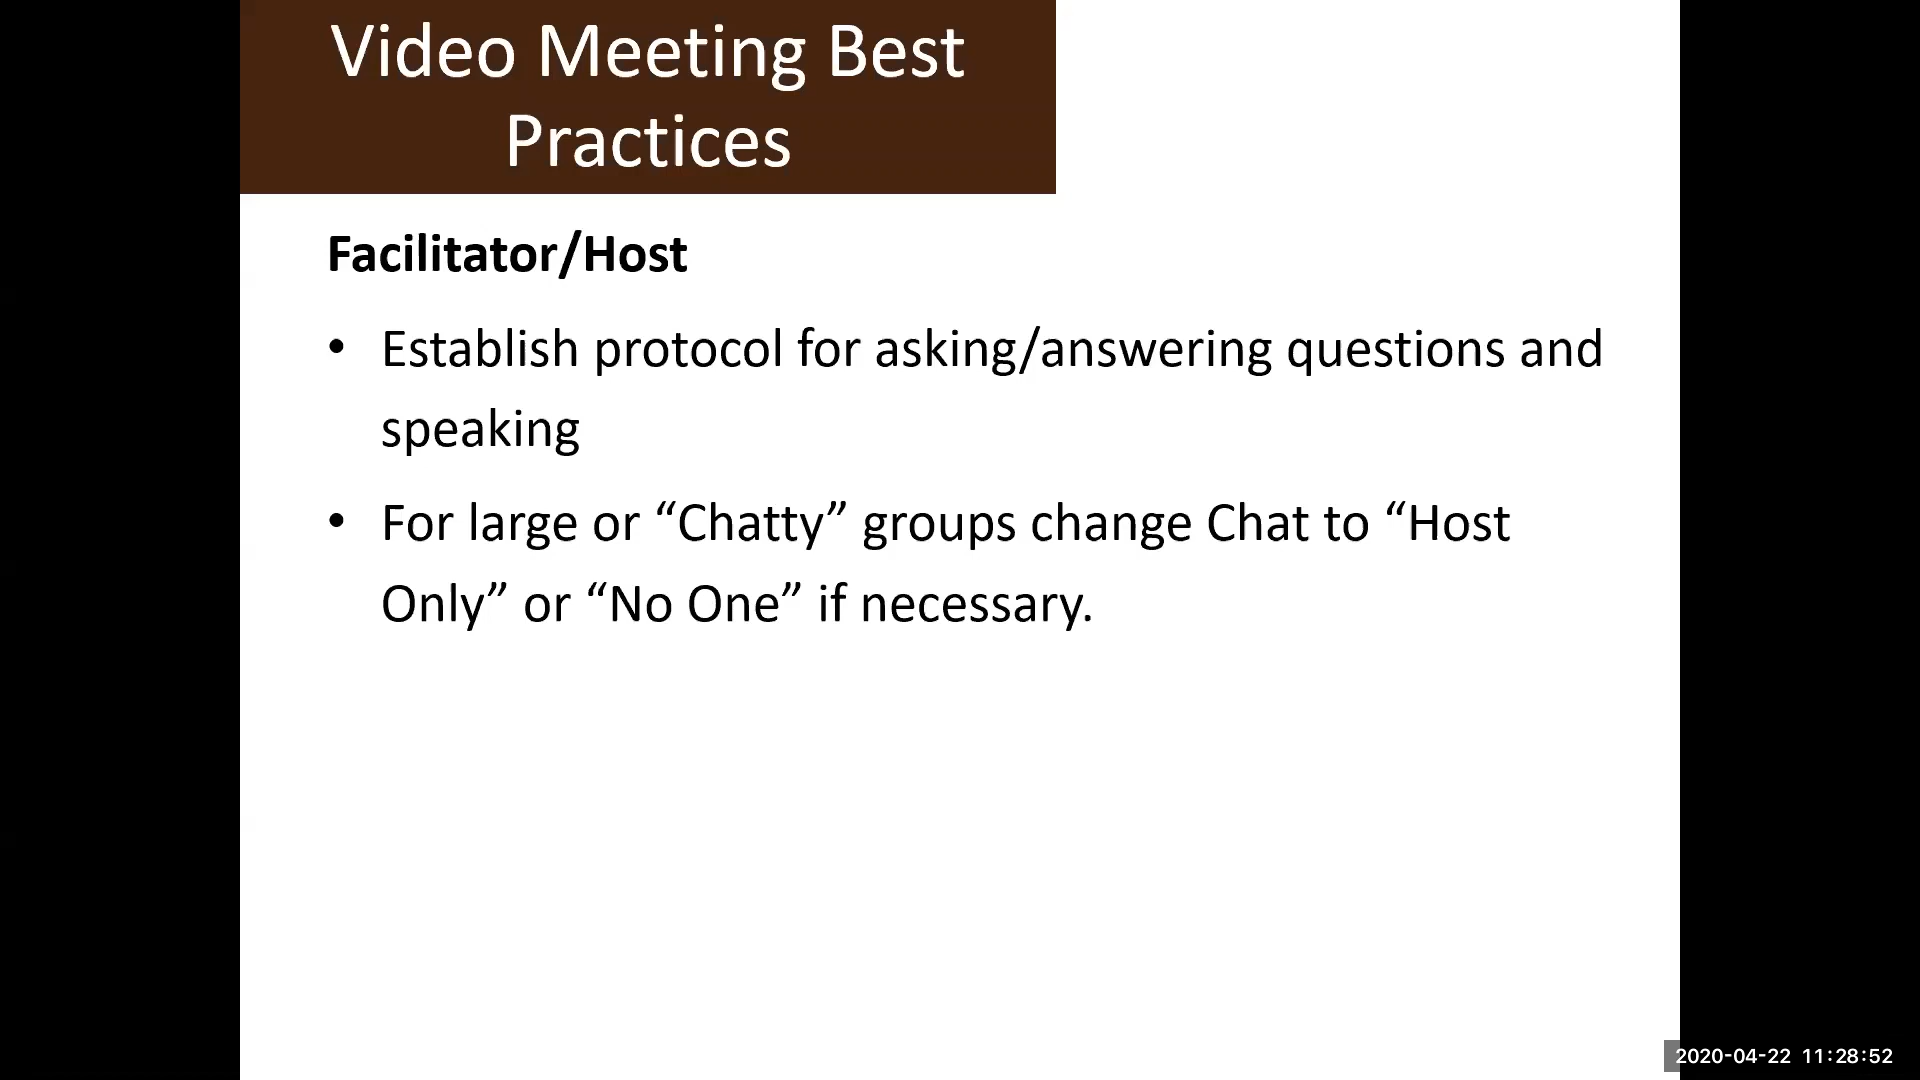 Video Meeting Best
Practices
Facilitator/Host
• Establish protocol for asking/answering questions and
speaking
• For large or “Chatty” groups change Chat to “Host
Only” or “No One” if necessary.
2020-04-22 11:28:52